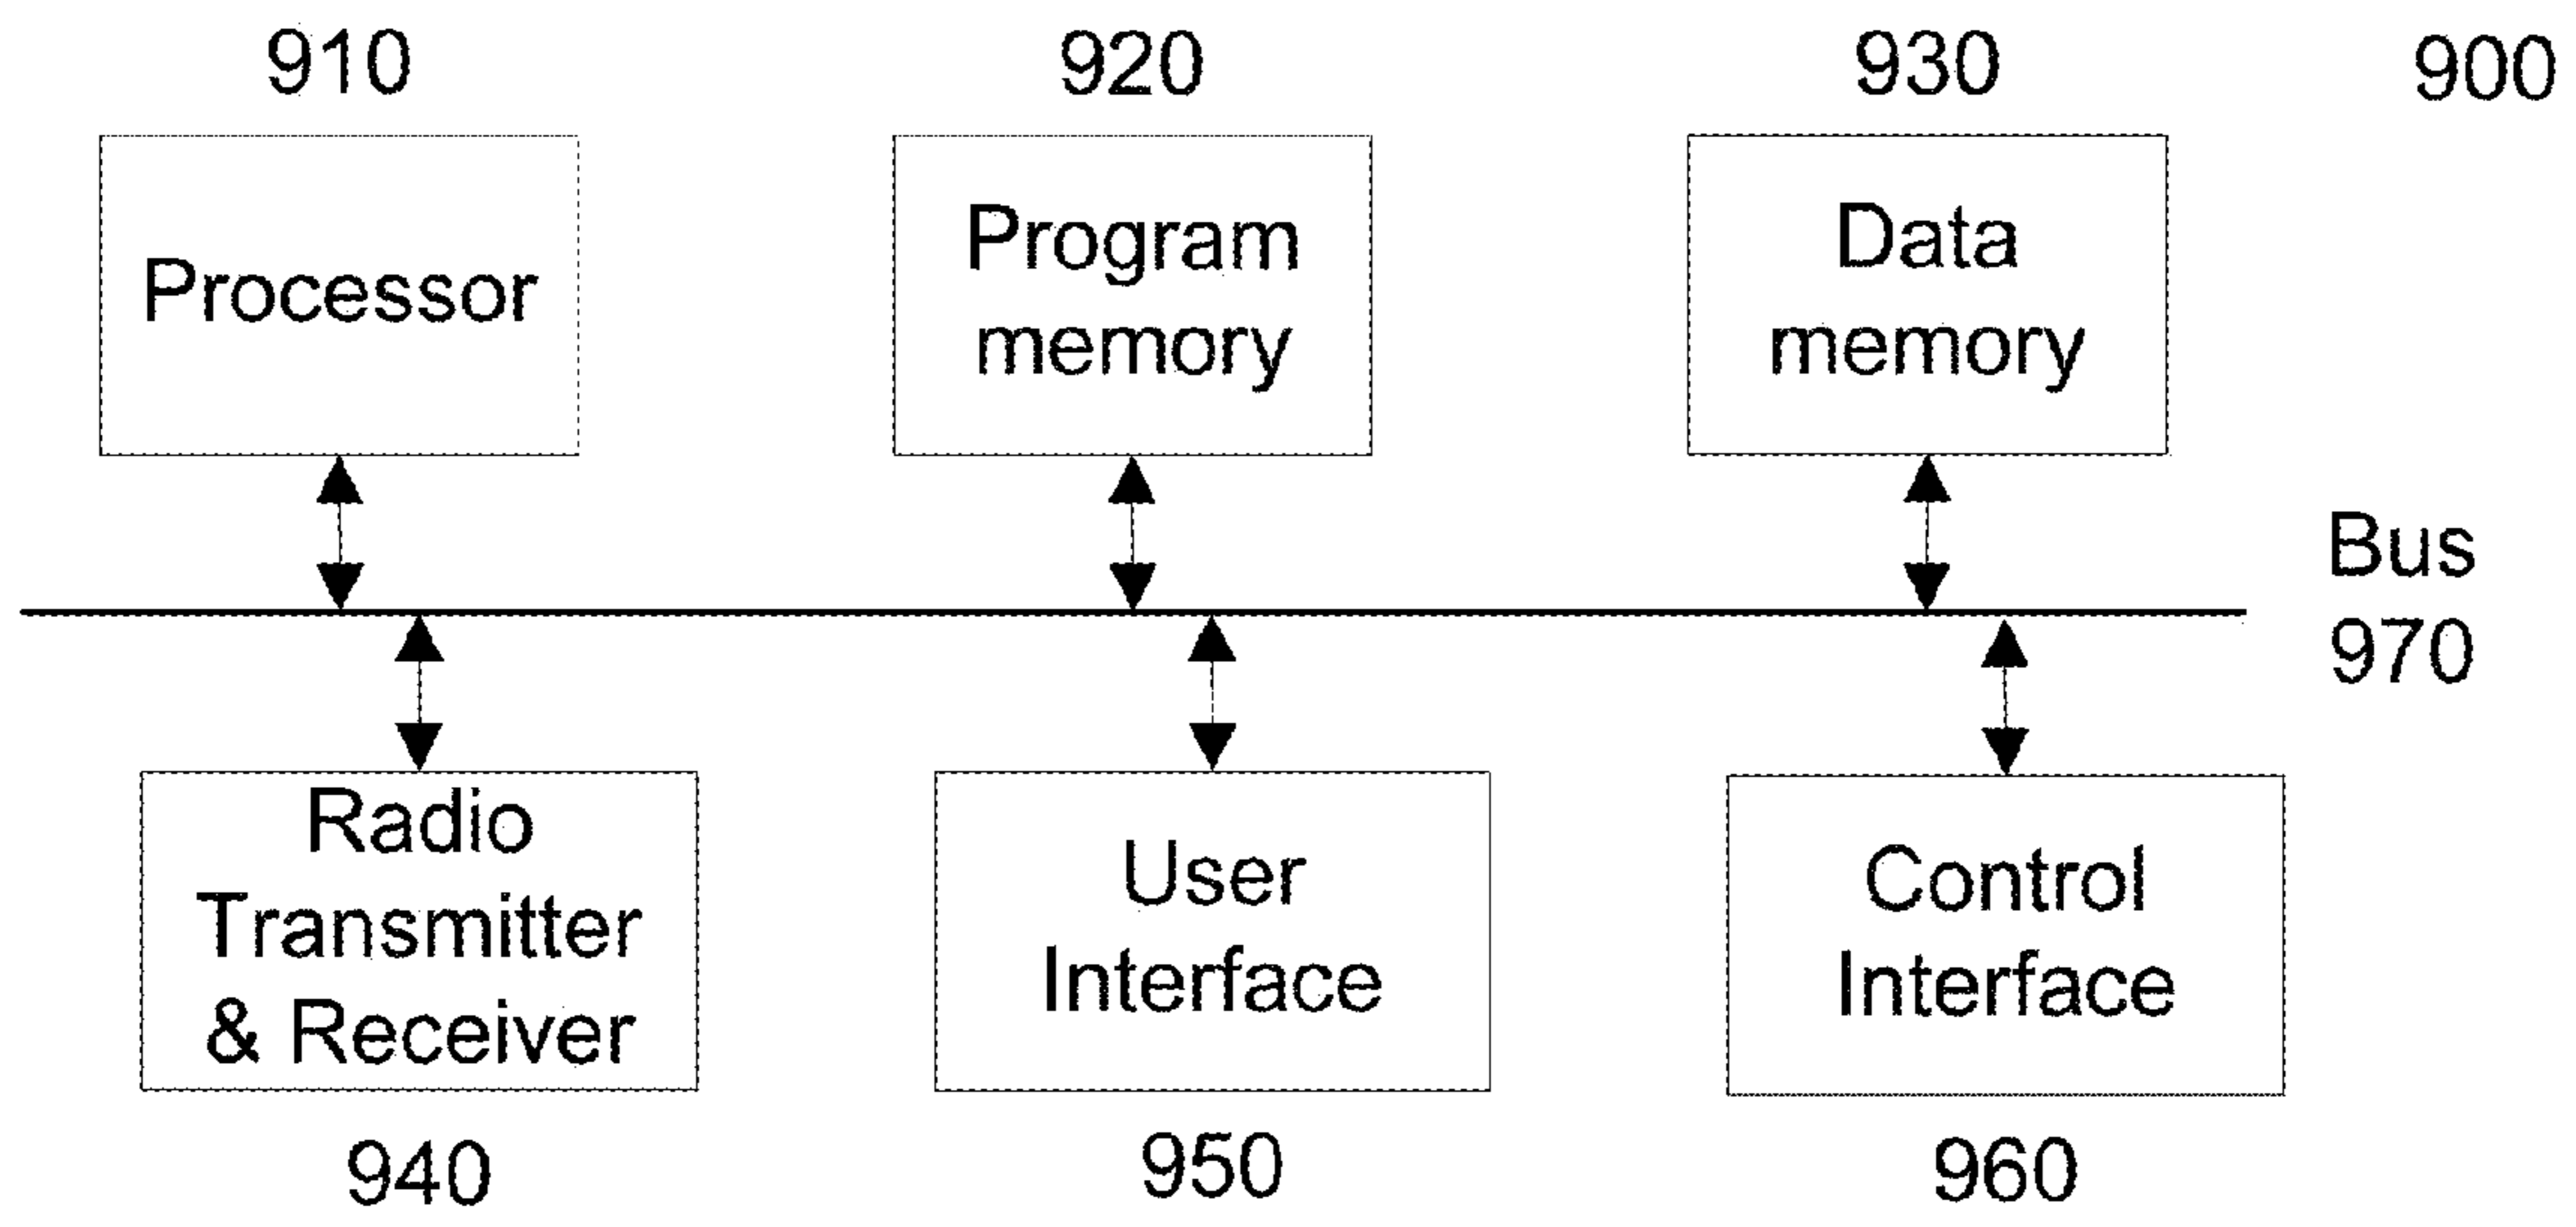 910
920
930
900
Processor
Program
memory
Data
memory
Bus
970
Radio
Transmitter
& Receiver
User
Interface
Control
Interface
940
950
960